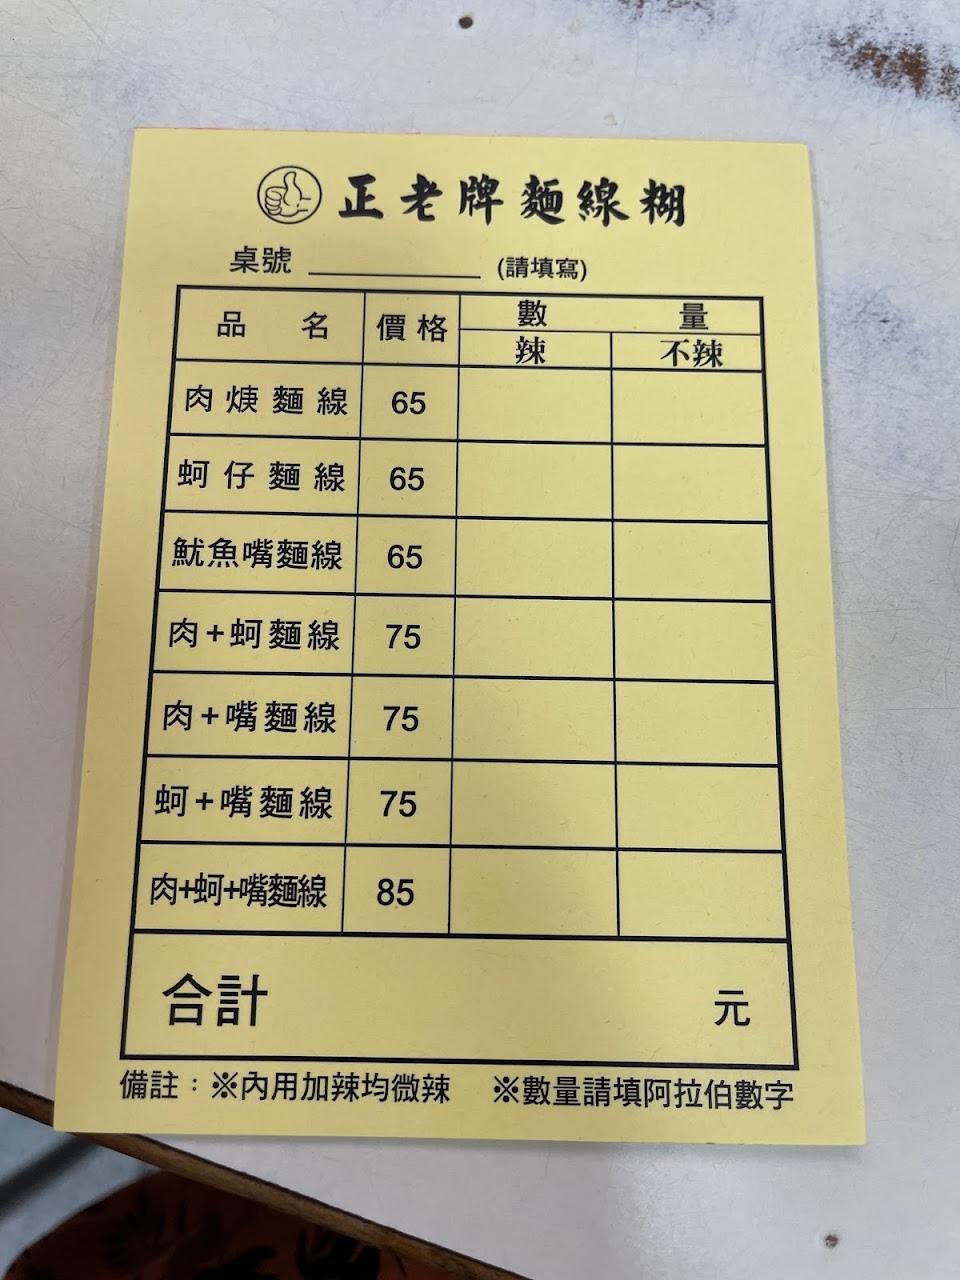 正老牌麵線糊
桌號 ________ (請填寫)
品 名 價格 數 量
辣 不辣
肉焿麵線 65
蚵仔麵線 65
魷魚嘴麵線 65
肉+蚵麵線 75
肉+嘴麵線 75
蚵+嘴麵線 75
肉+蚵+嘴麵線 85
合計 元
備註：※內用加辣均微辣 ※數量請填阿拉伯數字